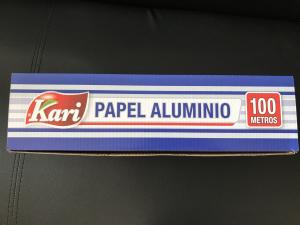 Kari PAPEL ALUMINIO 100
METROS